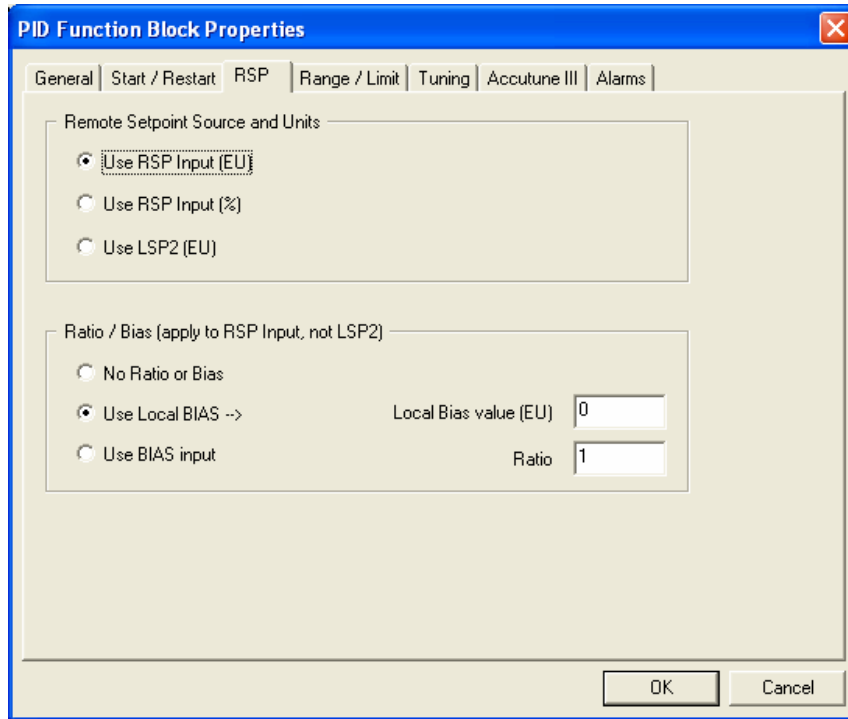 PID Function Block Properties
General Start / Restart RSP Range / Limit Tuning Accutune III Alarms
Remote Setpoint Source and Units
Use RSP Input (EU)
Use RSP Input (%)
Use LSP2 (EU)
Ratio / Bias (apply to RSP Input, not LSP2)
No Ratio or Bias
Use Local BIAS --> Local Bias value (EU) 0
Use BIAS input Ratio 1
OK Cancel